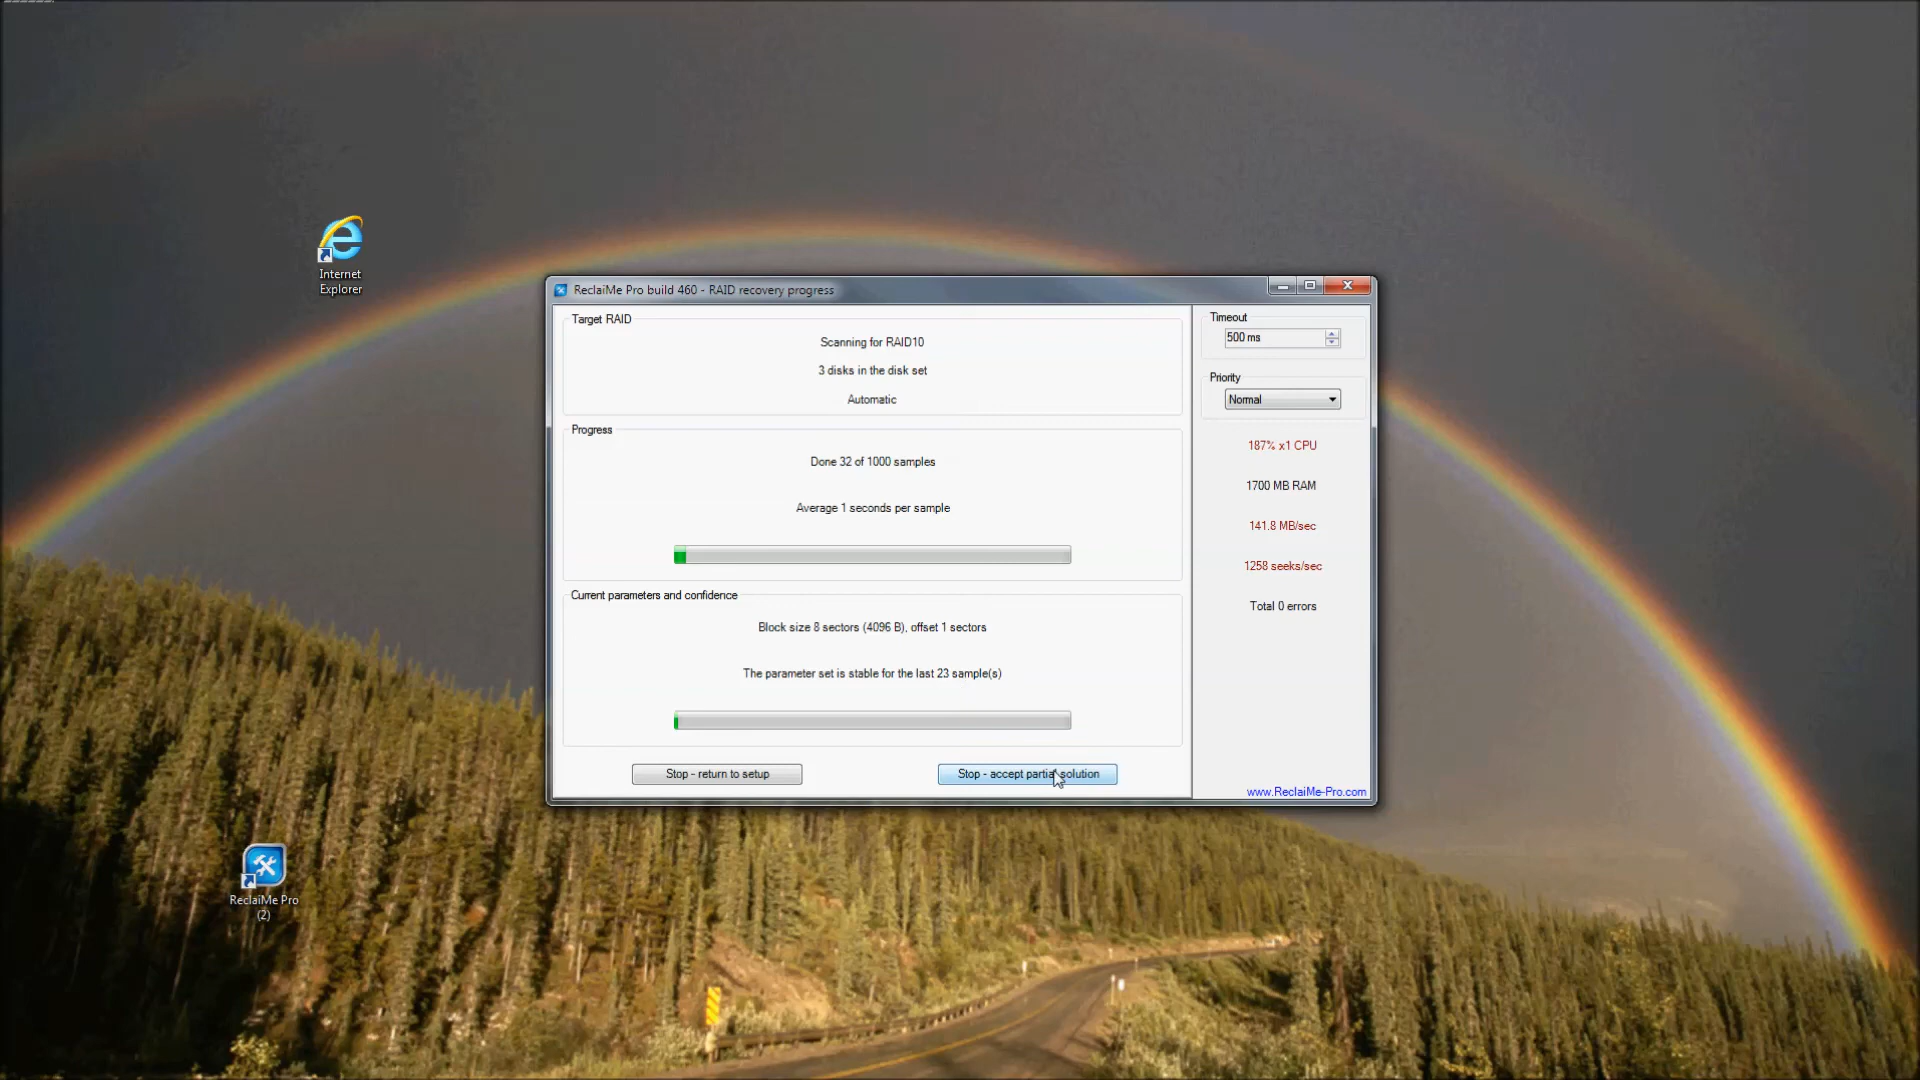 Internet
Explorer
ReclaiMe Pro build 460 - RAID recovery progress
Target RAID
Scanning for RAID10
3 disks in the disk set
Automatic
Progress
Done 32 of 1000 samples
Average 1 seconds per sample
Current parameters and confidence
Block size 8 sectors (4096 B), offset 1 sectors
The parameter set is stable for the last 23 sample(s)
Stop - return to setup
Stop - accept partial solution
Timeout
500 ms
Priority
Normal
187% x1 CPU
1700 MB RAM
141.8 MB/sec
1258 seeks/sec
Total 0 errors
www.ReclaiMe-Pro.com
ReclaiMe Pro
(2)